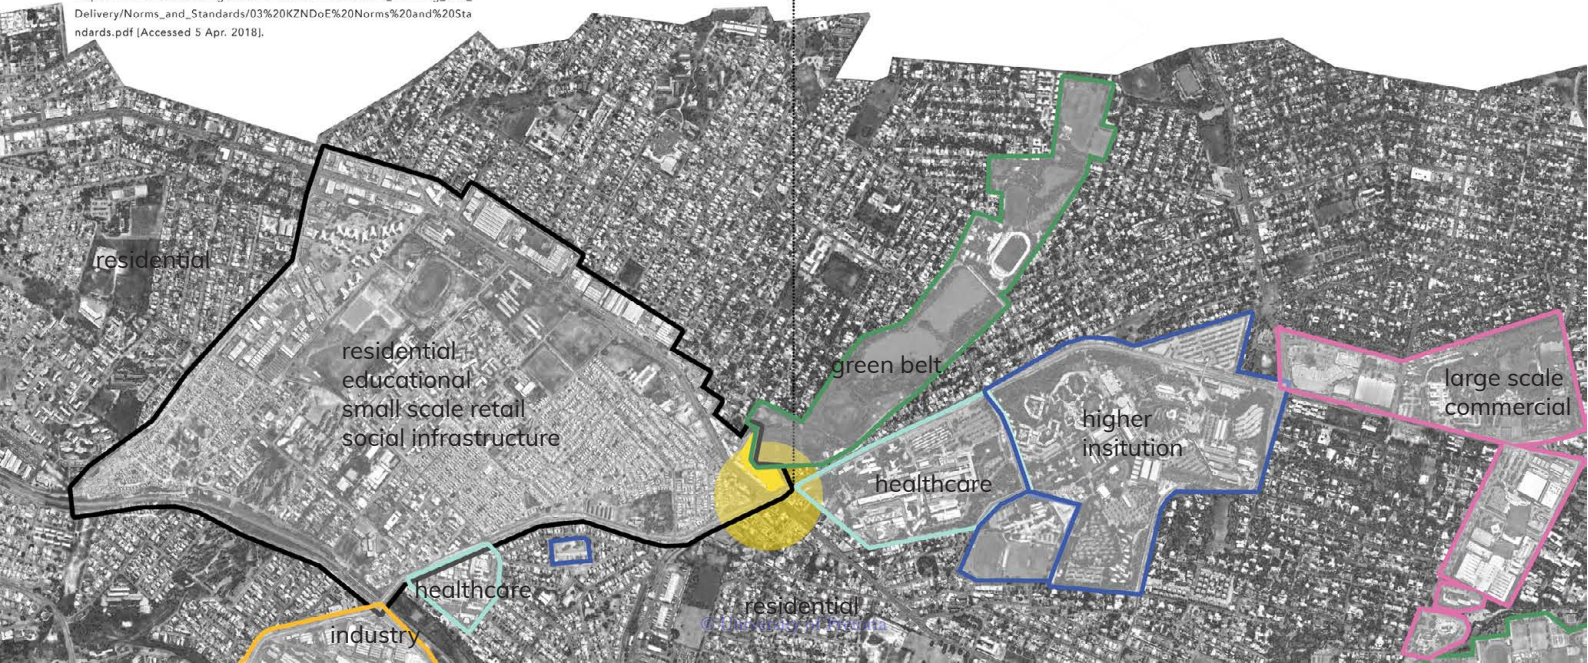 Delivery/Norms_and_Standards/03%20KZNDoE%20Norms%20and%20Sta
ndards.pdf [Accessed 5 Apr. 2018].
residential
residential
educational
small scale retail
social infrastructure
green belt
large scale
commercial
higher
insitution
healthcare
healthcare
residential
© University of Pretoria
industry